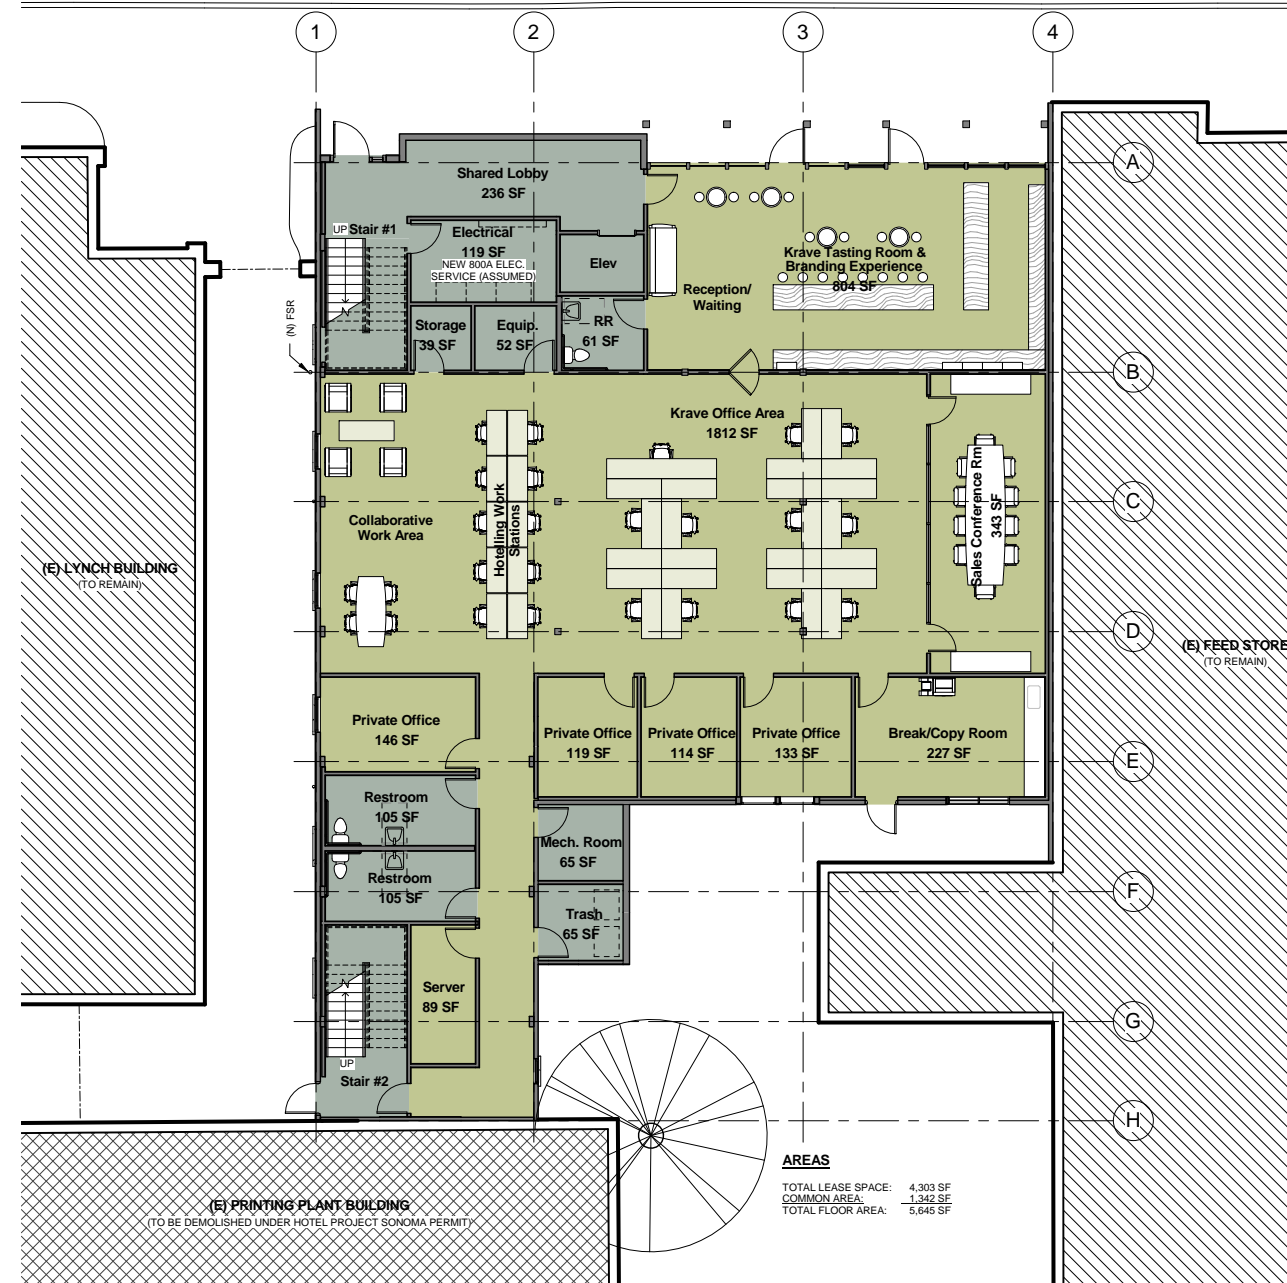 1
2
3
4
A
Shared Lobby
236 SF
UP
Stair #1
Electrical
119 SF
NEW 800A ELEC.
SERVICE (ASSUMED)
Elev
Krave Tasting Room &
Branding Experience
804 SF
Reception/
Waiting
(N) FSR
Storage
39 SF
Equip.
52 SF
RR
61 SF
B
Krave Office Area
1812 SF
C
Collaborative
Work Area
Hotelling Work
Stations
Sales Conference Rm
343 SF
(E) LYNCH BUILDING
(TO REMAIN)
D
(E) FEED STORE
(TO REMAIN)
Private Office
146 SF
Private Office
119 SF
Private Office
114 SF
Private Office
133 SF
Break/Copy Room
227 SF
E
Restroom
105 SF
Mech. Room
65 SF
Restroom
105 SF
F
Trash
65 SF
Server
89 SF
G
UP
Stair #2
H
AREAS
TOTAL LEASE SPACE: 4,303 SF
COMMON AREA: 1,342 SF
TOTAL FLOOR AREA: 5,645 SF
(E) PRINTING PLANT BUILDING
(TO BE DEMOLISHED UNDER HOTEL PROJECT SONOMA PERMIT)